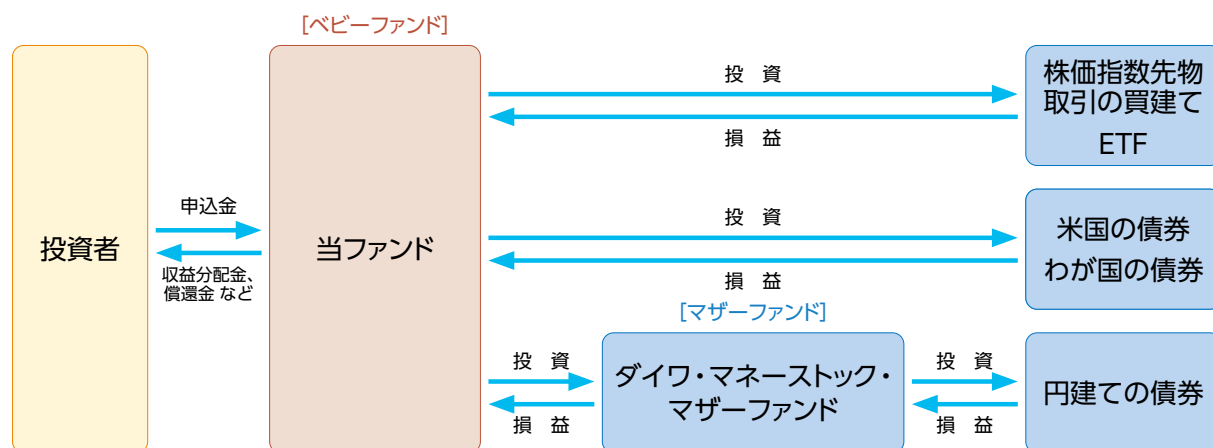 [ベビーファンド]
投資者
申込金
収益分配金、
償還金 など
当ファンド
投 資
損 益
株価指数先物
取引の買建て
ETF
投 資
損 益
米国の債券
わが国の債券
[マザーファンド]
投 資
損 益
ダイワ・マネーストック・
マザーファンド
投 資
損 益
円建ての債券